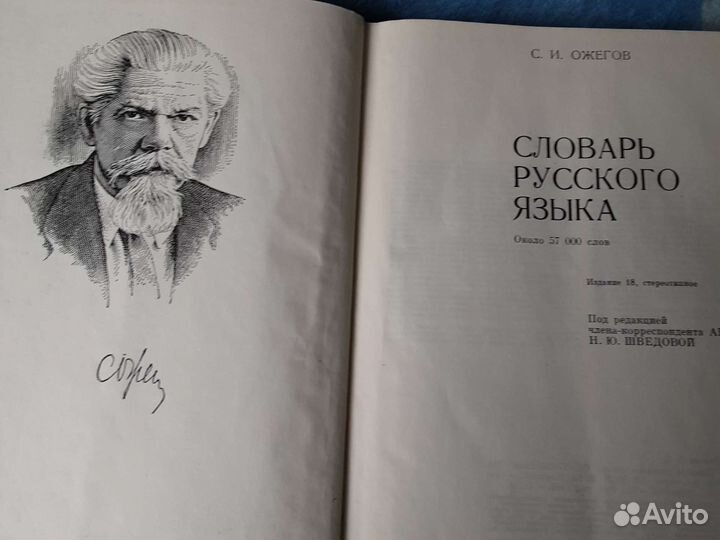 С. И. ОЖЕГОВ
СЛОВАРЬ
РУССКОГО
ЯЗЫКА
Около 57 000 слов
Издание 18, стереотипное
Под редакцией
члена-корреспондента
Н. Ю. ШВЕДОВОЙ
Avito